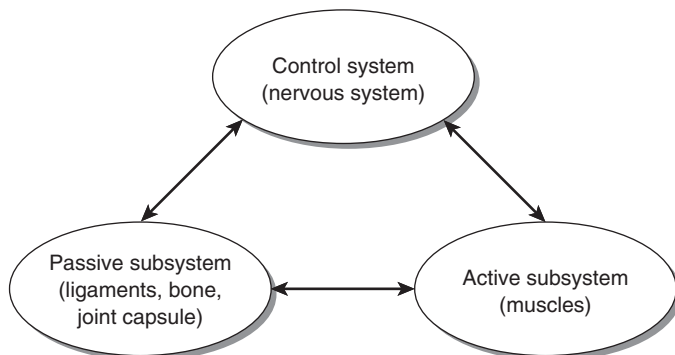 Control system
(nervous system)
Passive subsystem
(ligaments, bone,
joint capsule)
Active subsystem
(muscles)